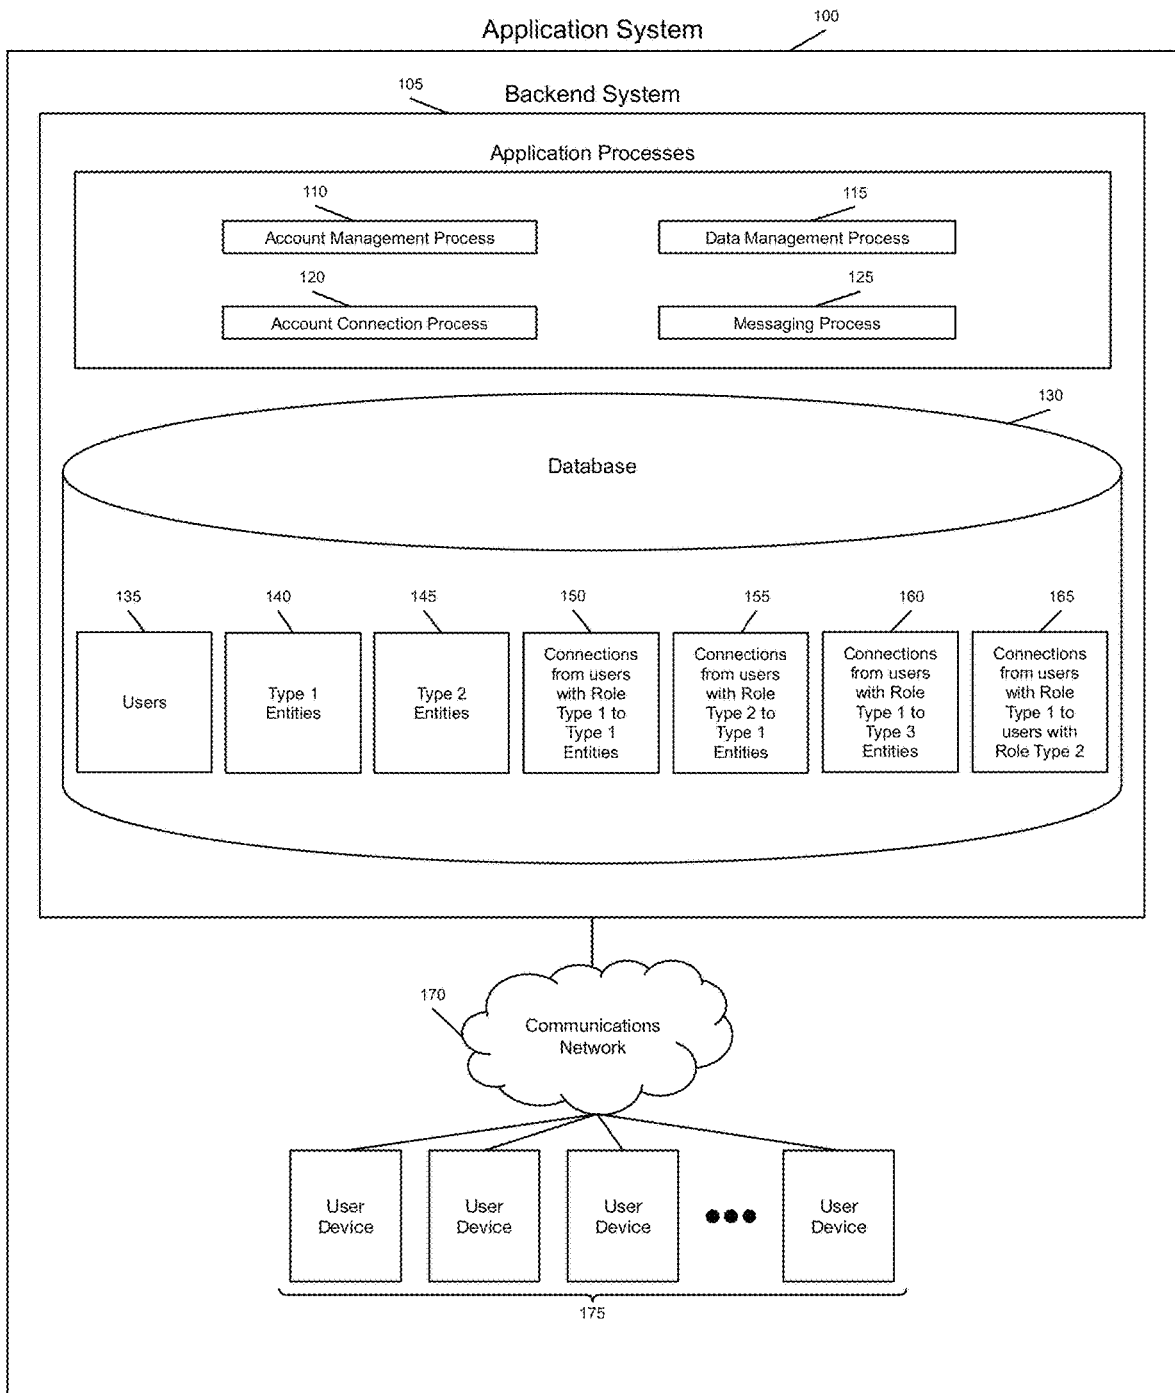 Application System
100
105
Backend System
Application Processes
110
115
Account Management Process
Data Management Process
120
125
Account Connection Process
Messaging Process
130
Database
135
140
145
150
155
160
165
Users
Type 1
Entities
Type 2
Entities
Connections
from users
with Role
Type 1 to
Type 1
Entities
Connections
from users
with Role
Type 2 to
Type 1
Entities
Connections
from users
with Role
Type 1 to
Type 3
Entities
Connections
from users
with Role
Type 1 to
users with
Role Type 2
170
Communications
Network
User
Device
User
Device
User
Device
User
Device
175